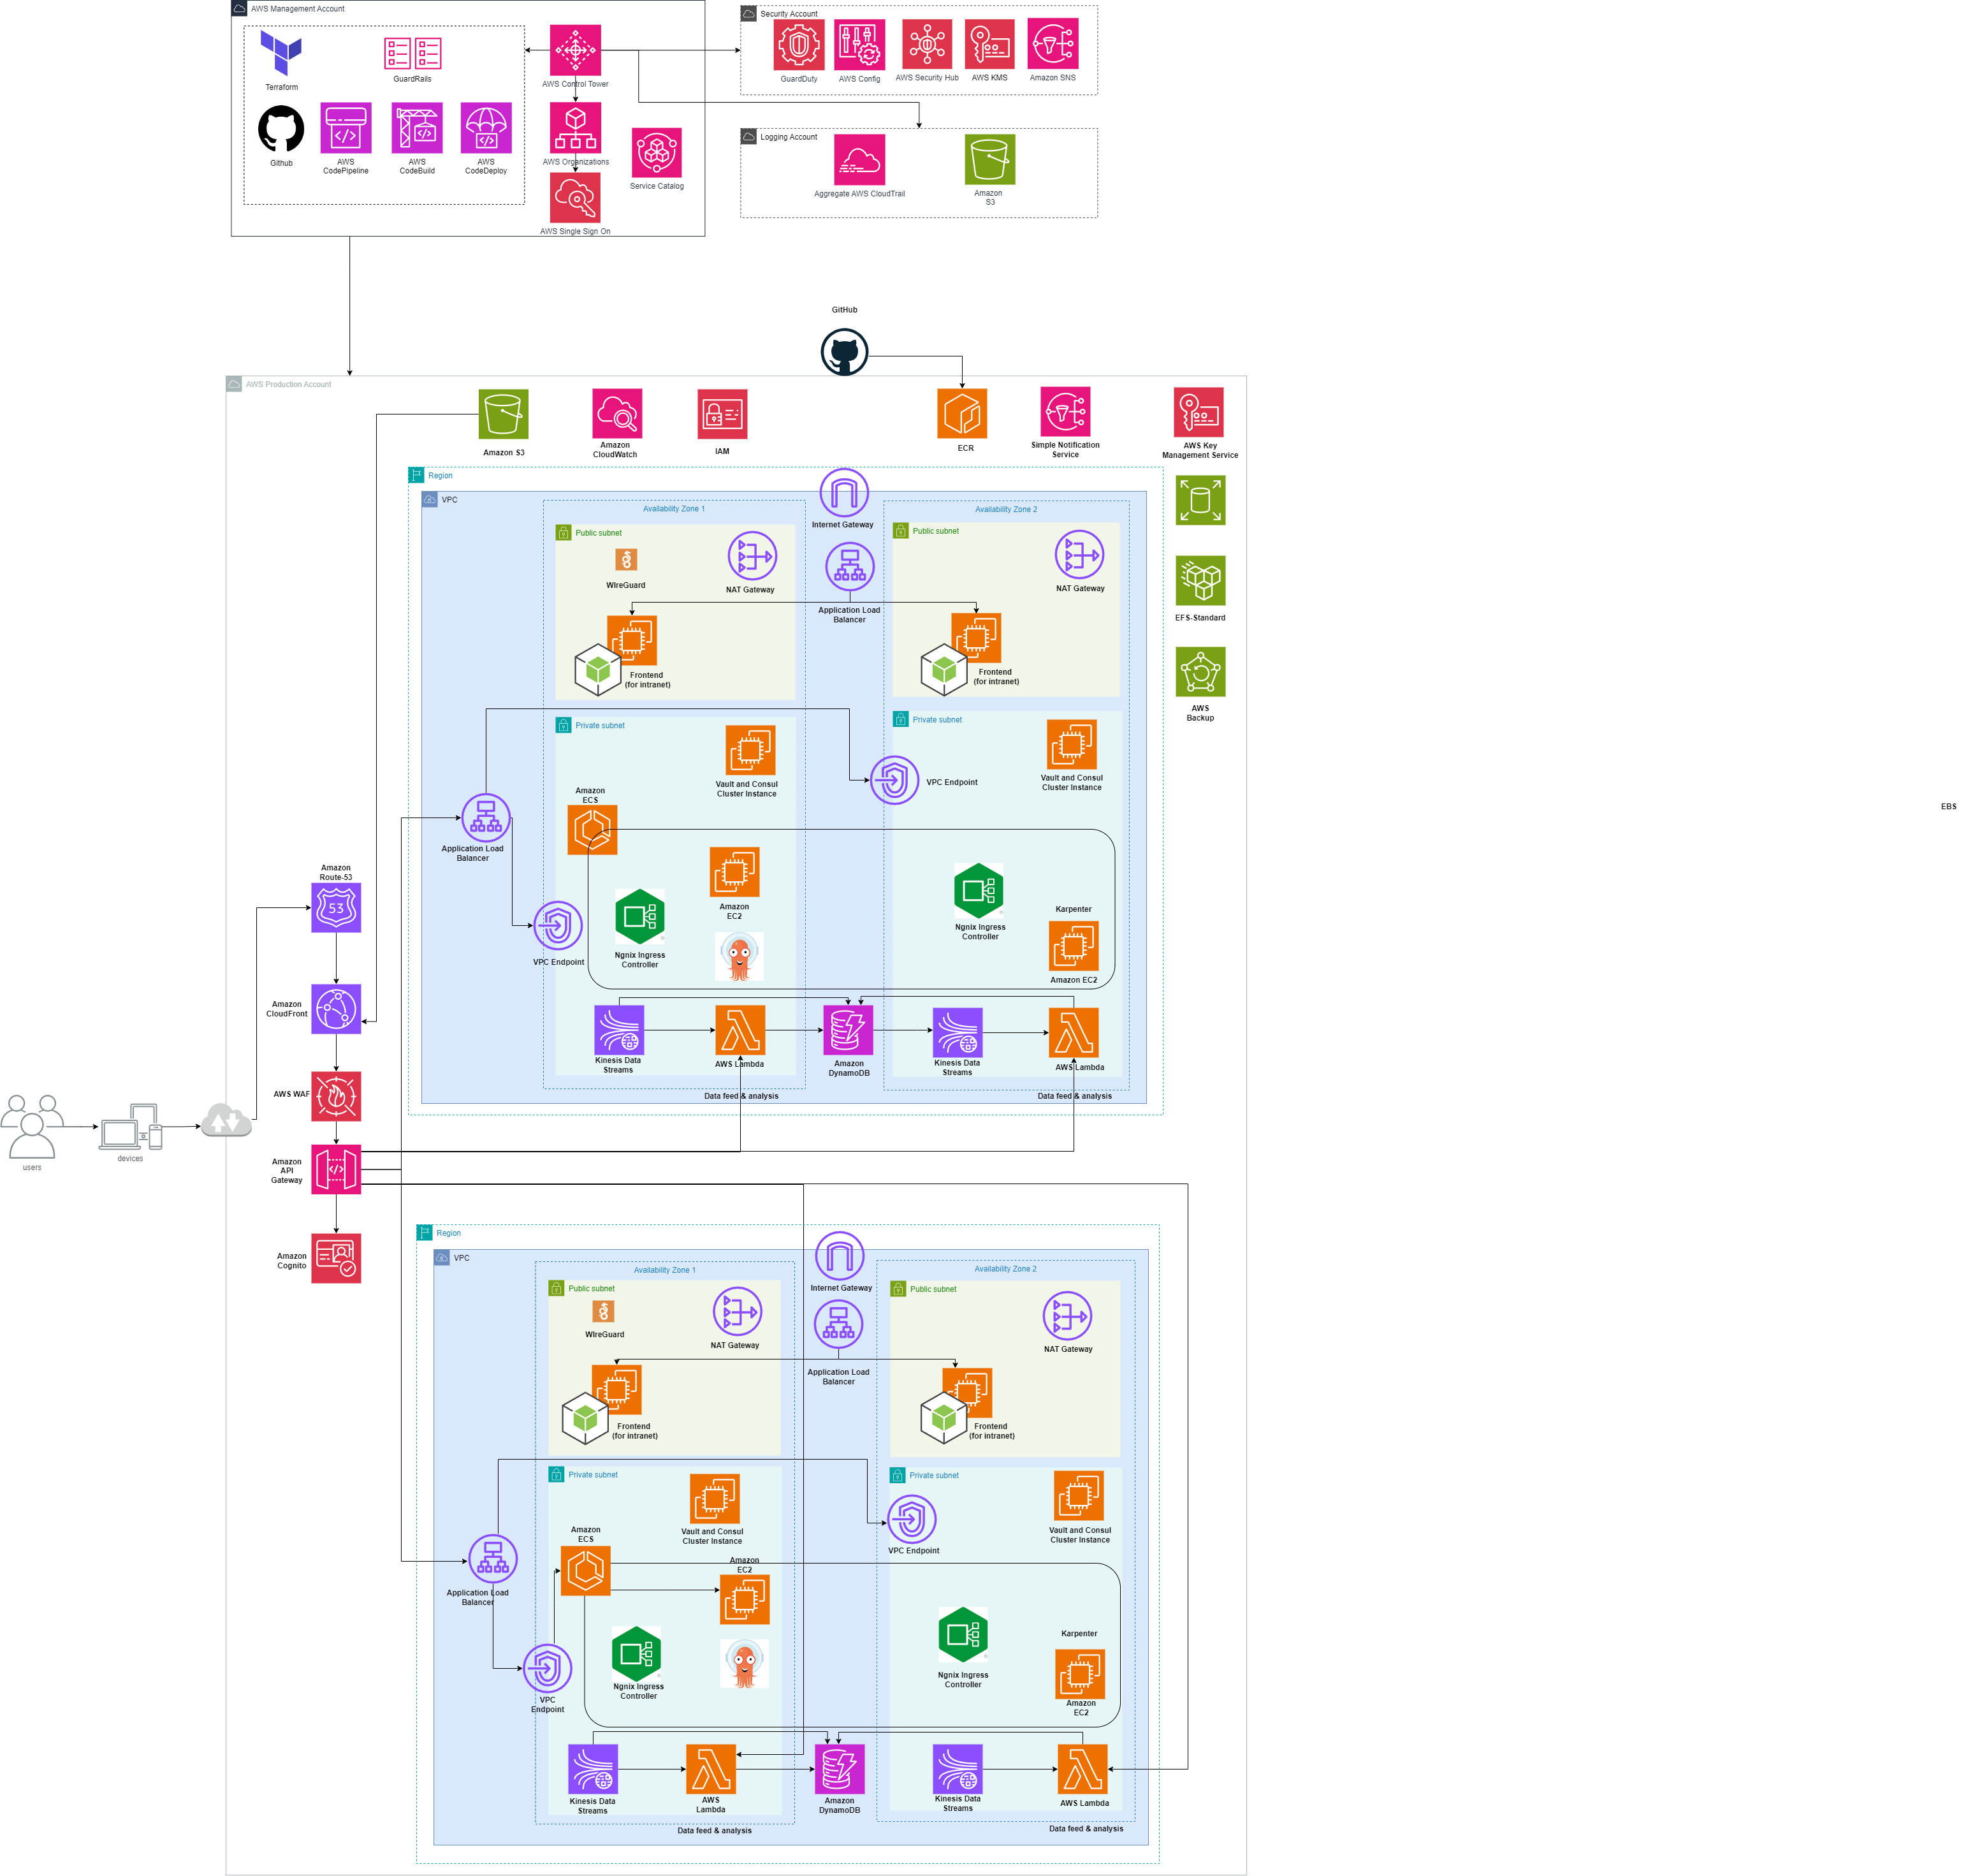 AWS Management Account
Terraform
GuardRails
AWS Control Tower
Github
AWS
CodePipeline
AWS
CodeBuild
AWS
CodeDeploy
AWS Organizations
Service Catalog
AWS Single Sign On
Security Account
GuardDuty
AWS Config
AWS Security Hub
AWS KMS
Amazon SNS
Logging Account
Aggregate AWS CloudTrail
Amazon
S3
GitHub
AWS Production Account
Amazon S3
Amazon
CloudWatch
IAM
ECR
Simple Notification
Service
AWS Key
Management Service
EFS-Standard
AWS
Backup
EBS
users
devices
Amazon
Route-53
53
Amazon
CloudFront
AWS WAF
Amazon
API
Gateway
Amazon
Cognito
Region
VPC
Availability Zone 1
Internet Gateway
Availability Zone 2
Public subnet
WIreGuard
NAT Gateway
Application Load
Balancer
Frontend
(for intranet)
Public subnet
NAT Gateway
Frontend
(for intranet)
Private subnet
Vault and Consul
Cluster Instance
Amazon
ECS
Application Load
Balancer
Amazon
EC2
Ngnix Ingress
Controller
VPC Endpoint
Private subnet
Vault and Consul
Cluster Instance
VPC Endpoint
Ngnix Ingress
Controller
Karpenter
Amazon EC2
Kinesis Data
Streams
AWS Lambda
Amazon
DynamoDB
Kinesis Data
Streams
AWS Lambda
Data feed & analysis
Data feed & analysis
Region
VPC
Availability Zone 1
Internet Gateway
Availability Zone 2
Public subnet
WIreGuard
NAT Gateway
Application Load
Balancer
Frontend
(for intranet)
Public subnet
NAT Gateway
Frontend
(for intranet)
Private subnet
Vault and Consul
Cluster Instance
Amazon
ECS
Amazon
EC2
Application Load
Balancer
Ngnix Ingress
Controller
VPC
Endpoint
Private subnet
Vault and Consul
Cluster Instance
VPC Endpoint
Ngnix Ingress
Controller
Karpenter
Amazon
EC2
Kinesis Data
Streams
AWS
Lambda
Amazon
DynamoDB
Kinesis Data
Streams
AWS Lambda
Data feed & analysis
Data feed & analysis